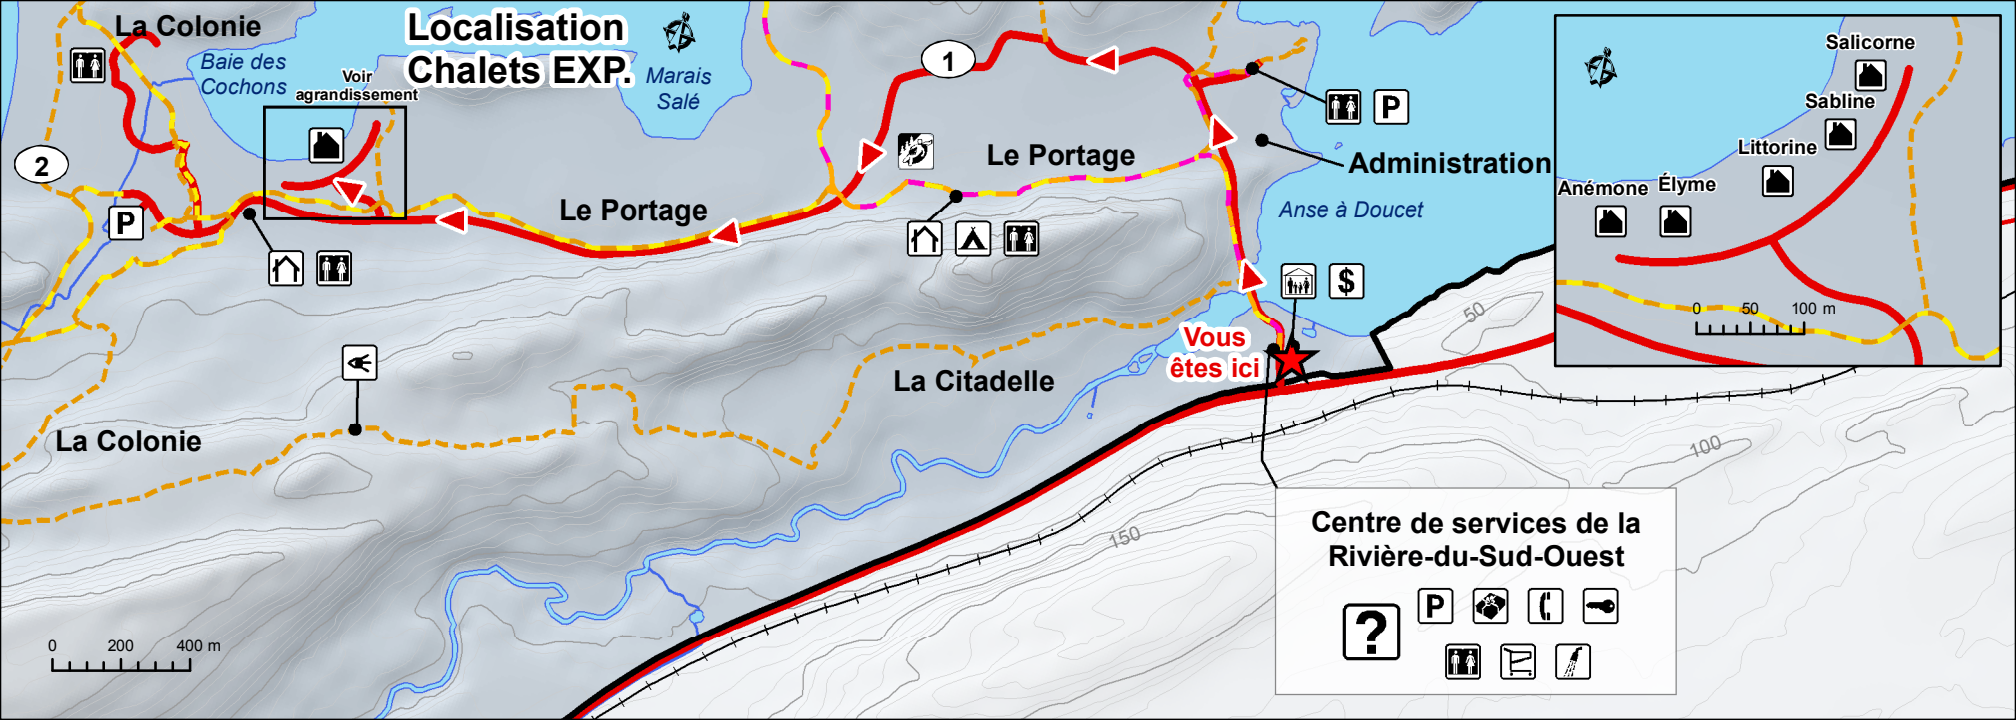 La Colonie
Localisation
Chalets EXP.
Baie des
Cochons
Voir
agrandissement
Marais
Salé
1
2
P
Le Portage
Le Portage
P
Administration
Anse à Doucet
$
Vous
êtes ici
La Citadelle
La Colonie
50
100
150
0 200 400 m
Salicorne
Sabline
Littorine
Anémone
Élyme
0 50 100 m
Centre de services de la
Rivière-du-Sud-Ouest
?
P